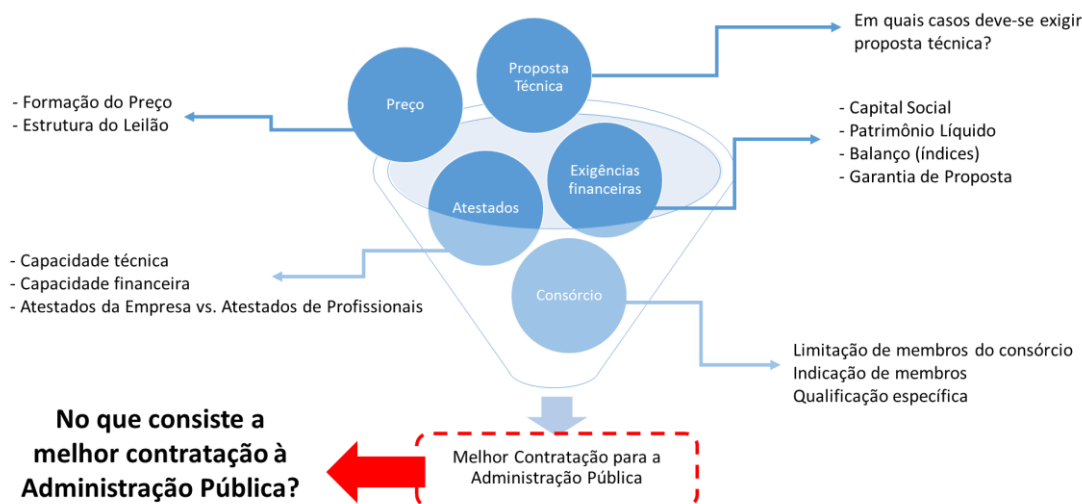 Em quais casos deve-se exigir
proposta técnica?
Proposta
Técnica
Preço
- Formação do Preço
- Estrutura do Leilão
- Capital Social
- Patrimônio Líquido
- Balanço (índices)
- Garantia de Proposta
Exigências
financeiras
Atestados
- Capacidade técnica
- Capacidade financeira
- Atestados da Empresa vs. Atestados de Profissionais
Consórcio
Limitação de membros do consórcio
Indicação de membros
Qualificação específica
No que consiste a
melhor contratação à
Administração Pública?
Melhor Contratação para a
Administração Pública